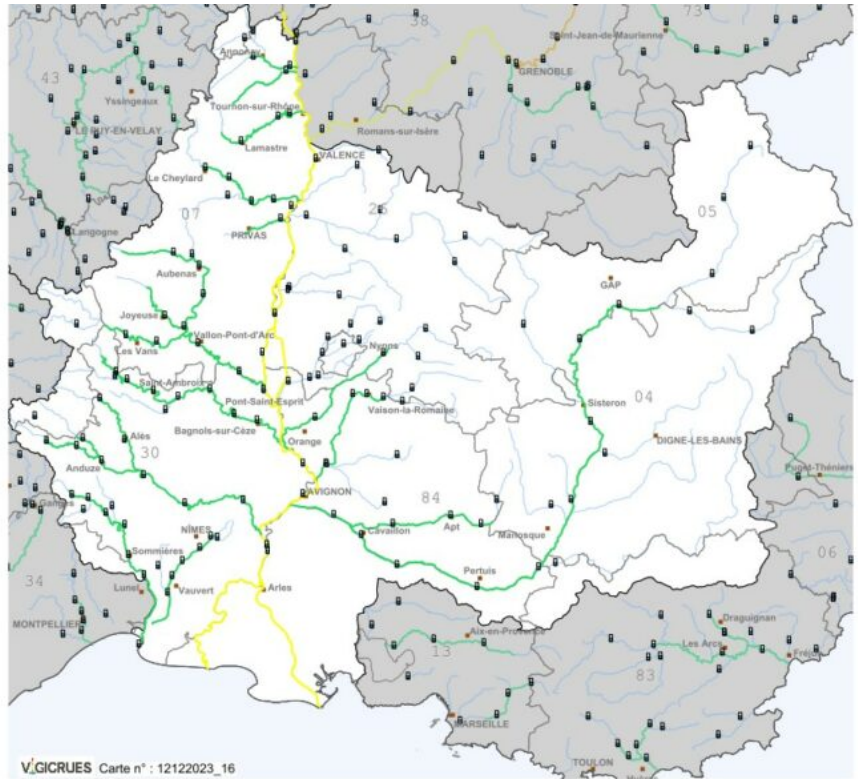 38
73
Saint-Jean-de-Maurienne
Annonay
43
GRENOBLE
Yssingeaux
Tournon-sur-Rhône
LE PUY-EN-VELAY
Romans-sur-Isère
Lamastre
VALENCE
Le Cheylard
07
26
05
Langogne
PRIVAS
Aubenas
GAP
Joyeuse
Vallon-Pont-d'Arc
Les Vans
Nyons
Saint-Ambroix
Pont-Saint-Esprit
Sisteron
04
Vaison-la-Romaine
Bagnols-sur-Cèze
Alès
Orange
DIGNE-LES-BAINS
30
Anduze
Puget-Théniers
AVIGNON
84
Ganges
Apt
NÎMES
Cavaillon
Manosque
Sommières
06
34
Pertuis
Lunel
Vauvert
Arles
MONTPELLIER
Draguignan
Aix-en-Provence
13
Les Arcs
Fréjus
83
MARSEILLE
TOULON
VIGICRUES Carte n° : 12122023_16